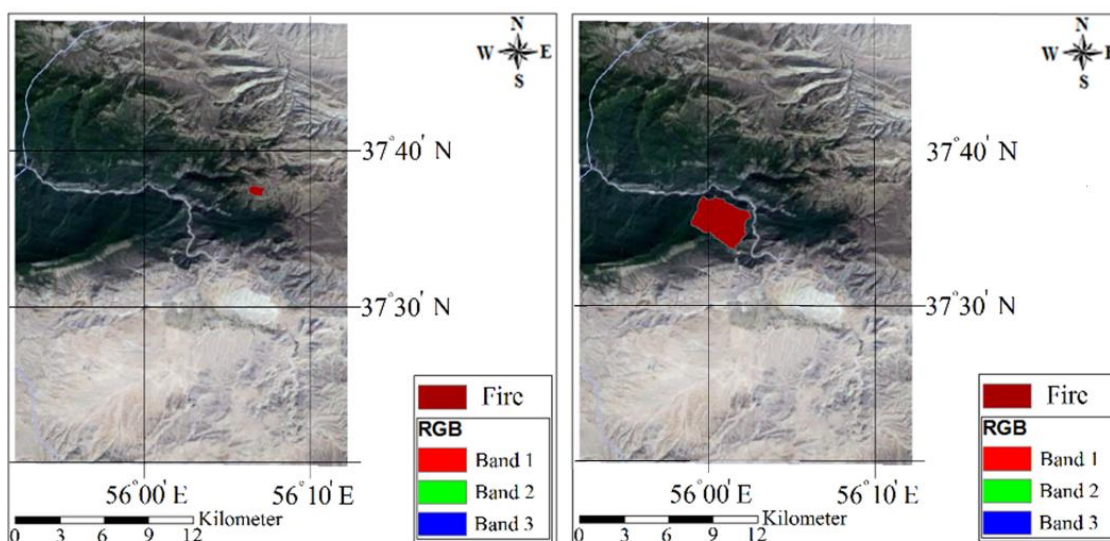 N
W E
S
37°40' N
37°30' N
Fire
RGB
Band 1
Band 2
Band 3
56°00' E 56°10' E
Kilometer
0 3 6 9 12
N
W E
S
37°40' N
37°30' N
Fire
RGB
Band 1
Band 2
Band 3
56°00' E 56°10' E
Kilometer
0 3 6 9 12